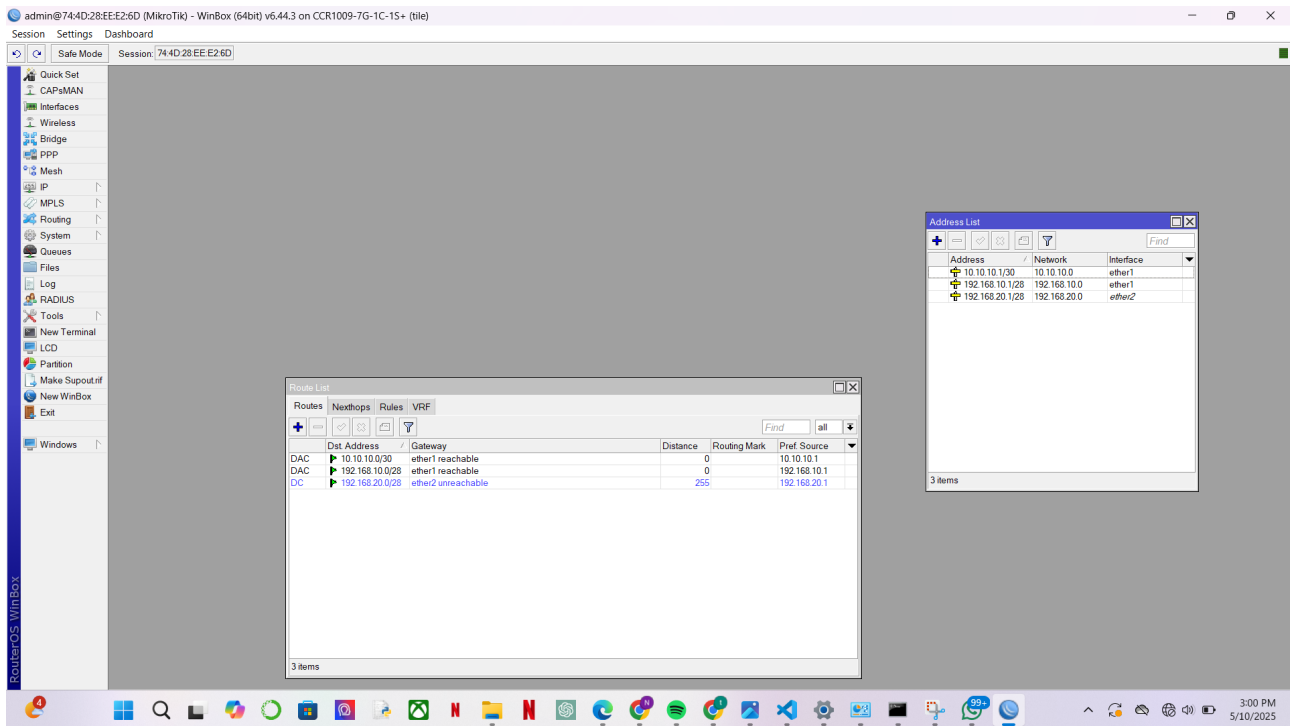 admin@74:4D:28:EE:E2:6D (MikroTik) - WinBox (64bit) v6.44.3 on CCR1009-7G-1C-1S+ (tile)
Session Settings Dashboard
Safe Mode Session: 74:4D:28:EE:E2:6D
Quick Set
CAPsMAN
Interfaces
Wireless
Bridge
PPP
Mesh
IP
MPLS
Routing
System
Queues
Files
Log
RADIUS
Tools
New Terminal
LCD
Partition
Make Supout.rif
New WinBox
Exit
Windows
RouterOS WinBox
Address List
Find
Address Network Interface
10.10.10.1/30 10.10.10.0 ether1
192.168.10.1/28 192.168.10.0 ether1
192.168.20.1/28 192.168.20.0 ether2
3 items
Route List
Routes Nexthops Rules VRF
Find all
Dst. Address Gateway Distance Routing Mark Pref. Source
DAC 10.10.10.0/30 ether1 reachable 0 10.10.10.1
DAC 192.168.10.0/28 ether1 reachable 0 192.168.10.1
DC 192.168.20.0/28 ether2 unreachable 255 192.168.20.1
3 items
4
99+
3:00 PM
5/10/2025